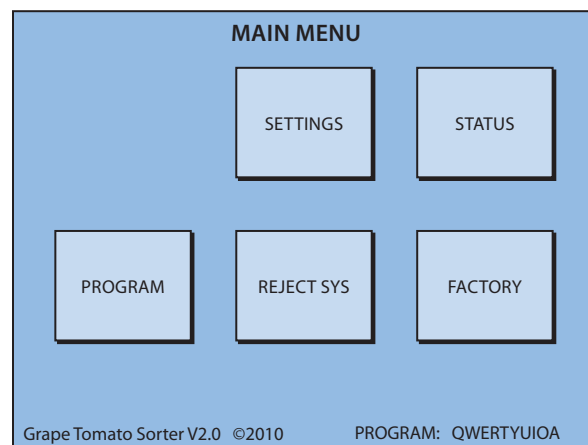 MAIN MENU
SETTINGS STATUS
PROGRAM REJECT SYS FACTORY
Grape Tomato Sorter V2.0 ©2010 PROGRAM: QWERTYUIOA